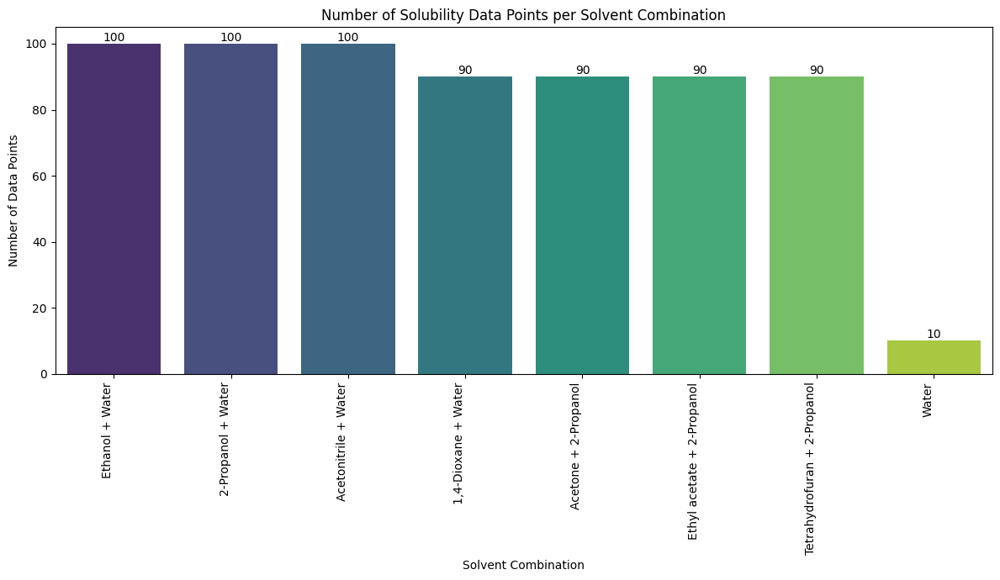 Number of Solubility Data Points per Solvent Combination
Number of Data Points
100
80
60
40
20
0
100
100
100
90
90
90
90
10
Ethanol + Water
2-Propanol + Water
Acetonitrile + Water
1,4-Dioxane + Water
Acetone + 2-Propanol
Ethyl acetate + 2-Propanol
Tetrahydrofuran + 2-Propanol
Water
Solvent Combination